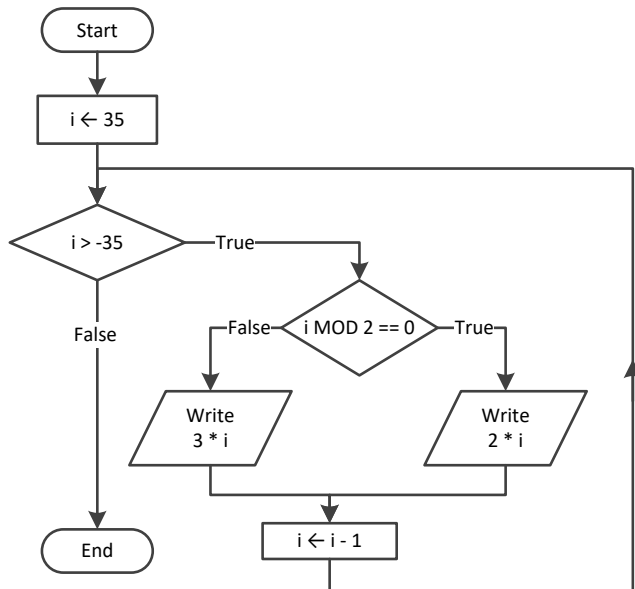 Start
i ← 35
i > -35
True
False
i MOD 2 == 0
False
True
Write
3 * i
Write
2 * i
i ← i - 1
End